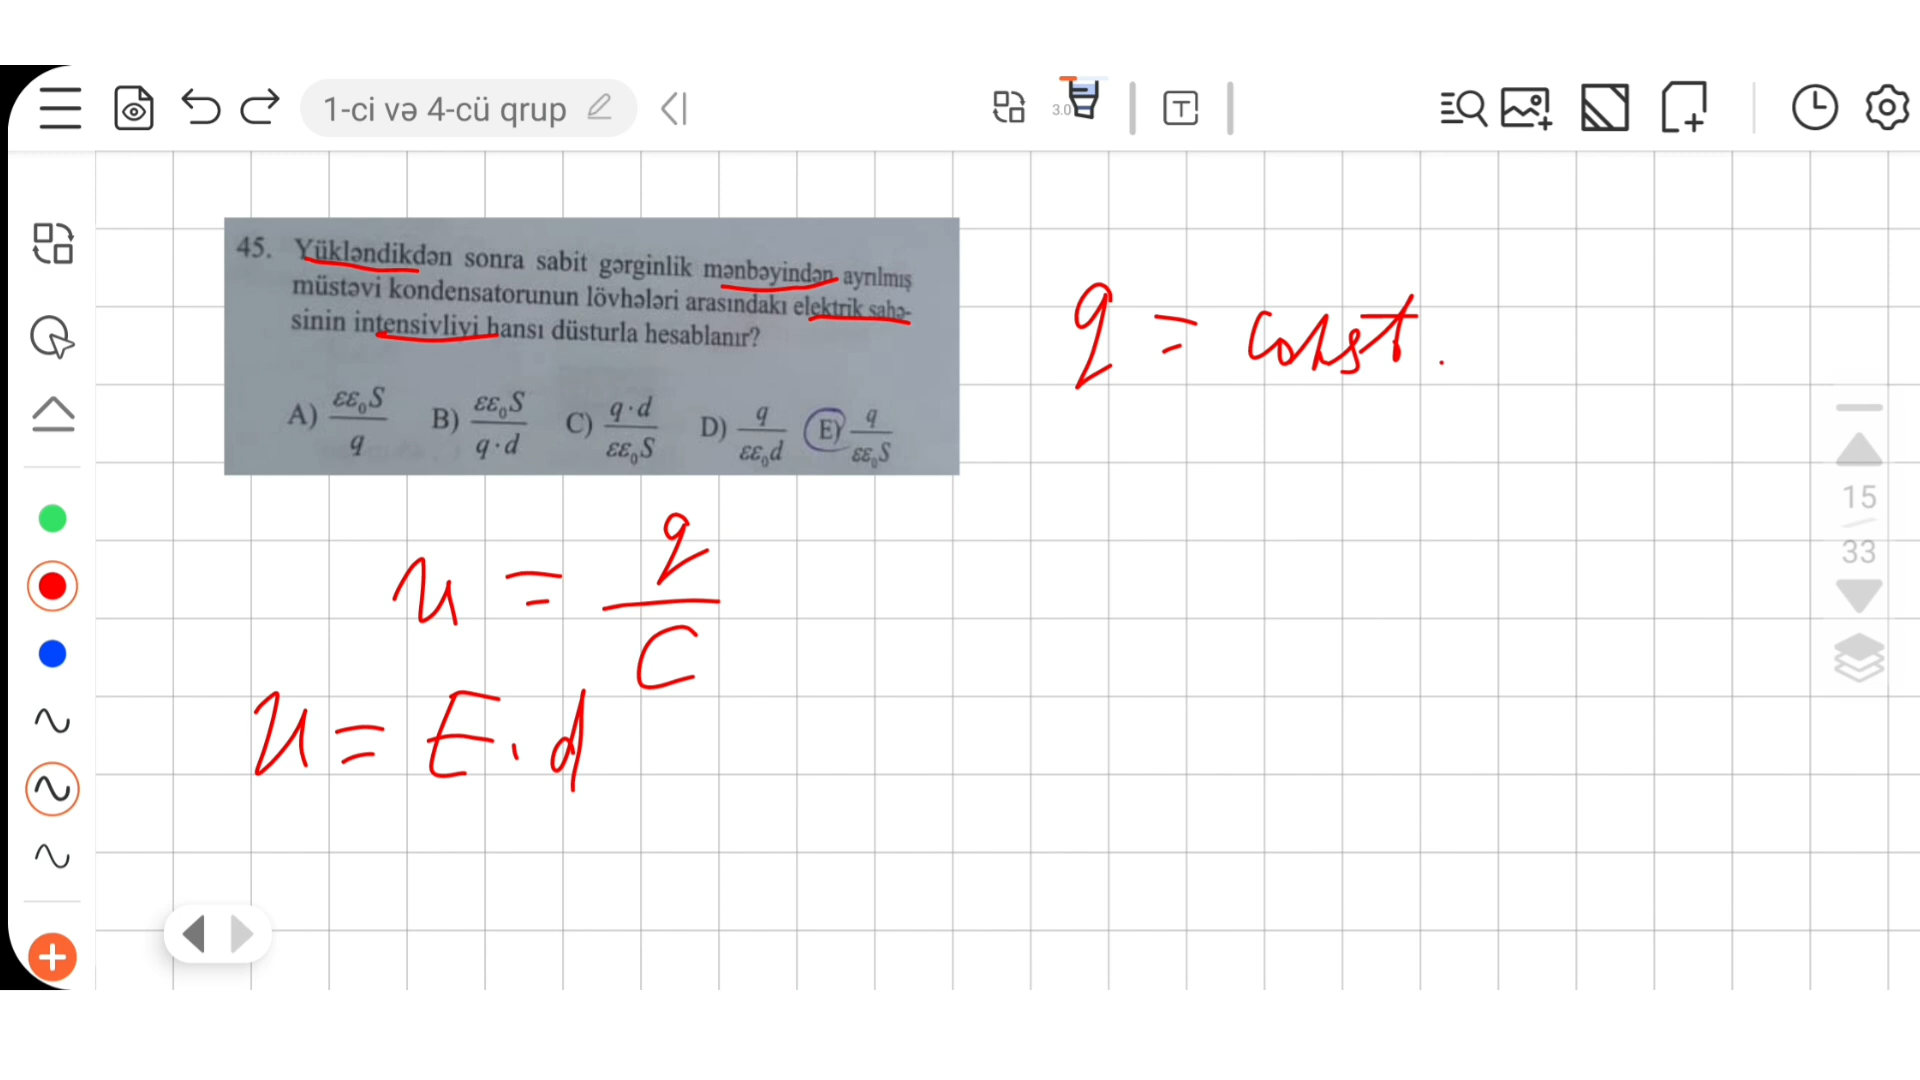 1-ci və 4-cü qrup
3.0
T
45. Yükləndikdən sonra sabit gərginlik mənbəyindən ayrılmış
müstəvi kondensatorunun lövhələri arasındakı elektrik sahə-
sinin intensivliyi hansı düsturla hesablanır?
A) εε₀S/q B) εε₀S/q·d C) q·d/εε₀S D) q/εε₀d E) q/εε₀S
q = const.
u = q/C
U = E·d
15
33